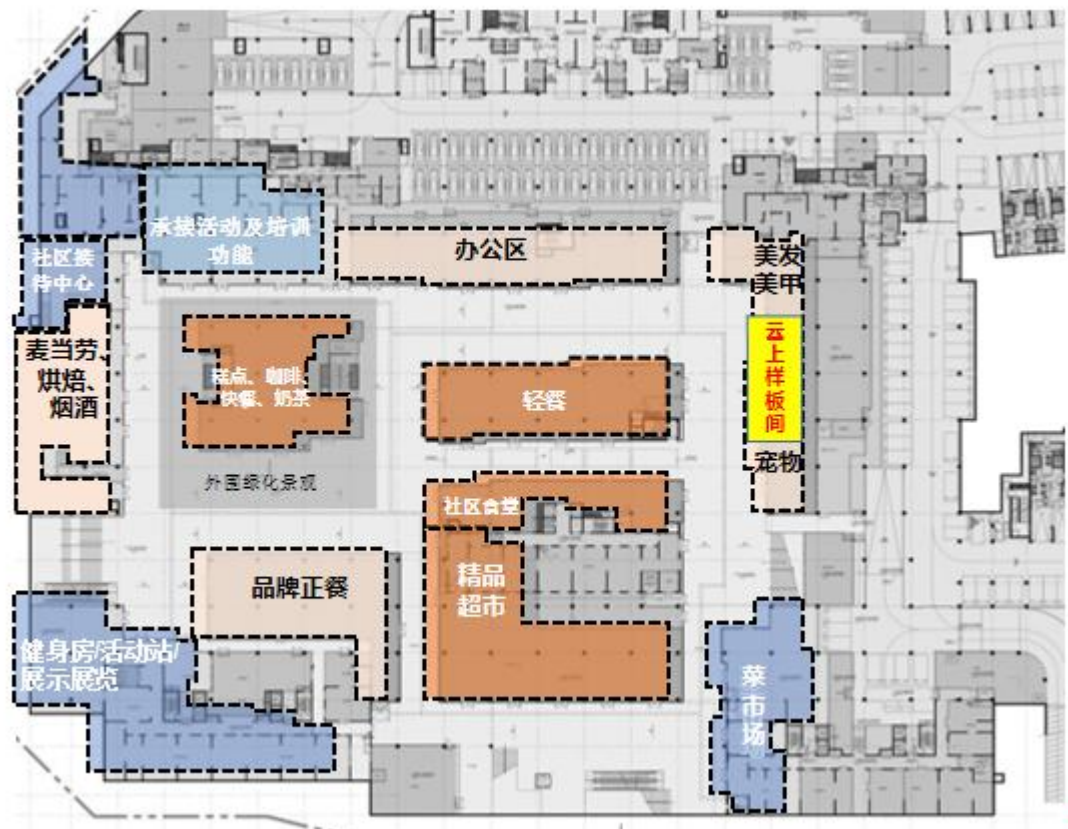 承接活动及培训
功能
办公区
美发
美甲
社区接
待中心
麦当劳、
烘焙、
烟酒
糕点、咖啡、
快餐、奶茶
轻餐
云上样板间
宠物
外围绿化景观
社区食堂
精品
超市
品牌正餐
健身房/活动站/
展示展览
菜市场